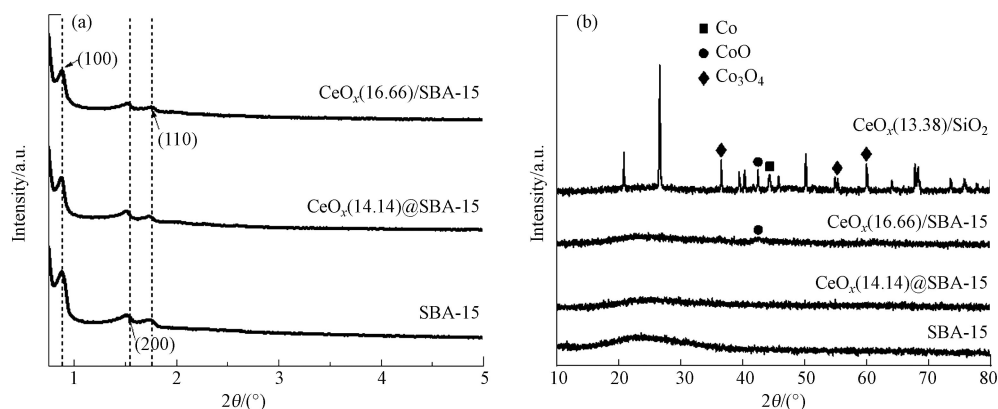 (a)
(100)
CeOₓ(16.66)/SBA-15
(110)
CeOₓ(14.14)@SBA-15
SBA-15
(200)
Intensity/a.u.
1 2 3 4 5
2θ/(°)
(b)
Co
CoO
Co₃O₄
CeOₓ(13.38)/SiO₂
CeOₓ(16.66)/SBA-15
CeOₓ(14.14)@SBA-15
SBA-15
Intensity/a.u.
10 20 30 40 50 60 70 80
2θ/(°)